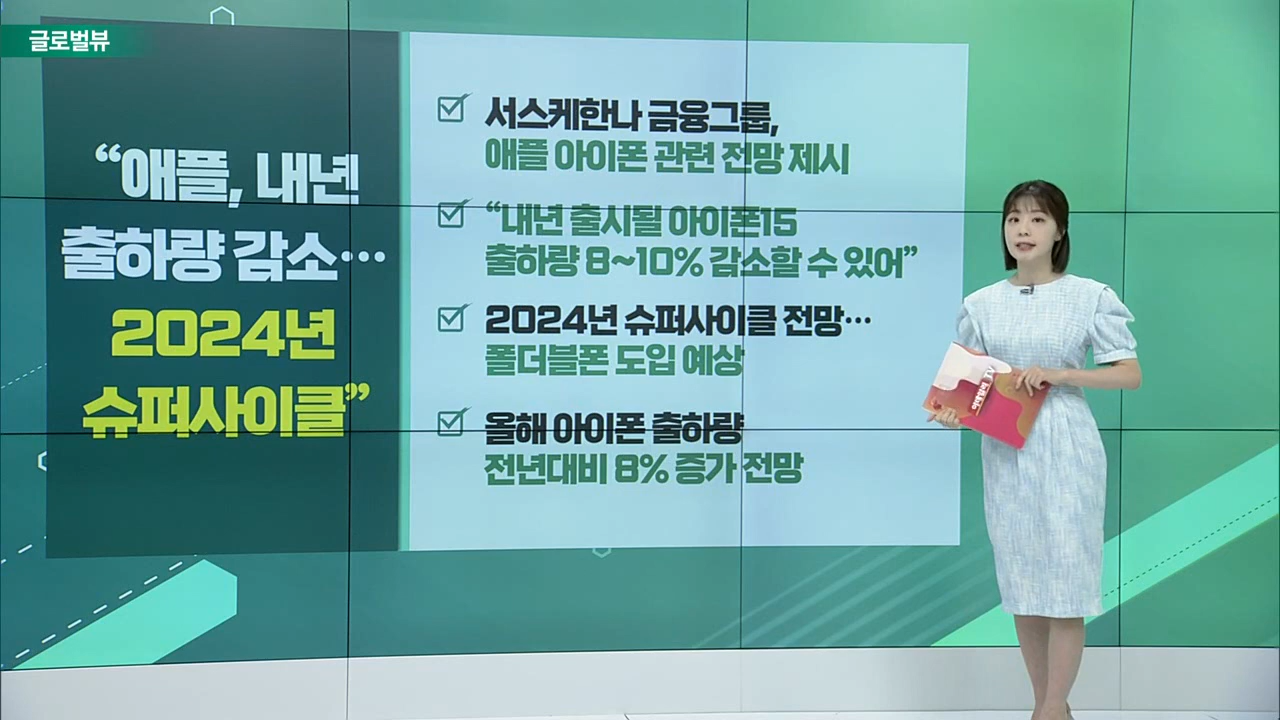 글로벌뷰
“애플, 내년
출하량 감소…
2024년
슈퍼사이클”
서스케한나 금융그룹,
애플 아이폰 관련 전망 제시
“내년 출시될 아이폰15
출하량 8~10% 감소할 수 있어”
2024년 슈퍼사이클 전망…
폴더블폰 도입 예상
올해 아이폰 출하량
전년대비 8% 증가 전망